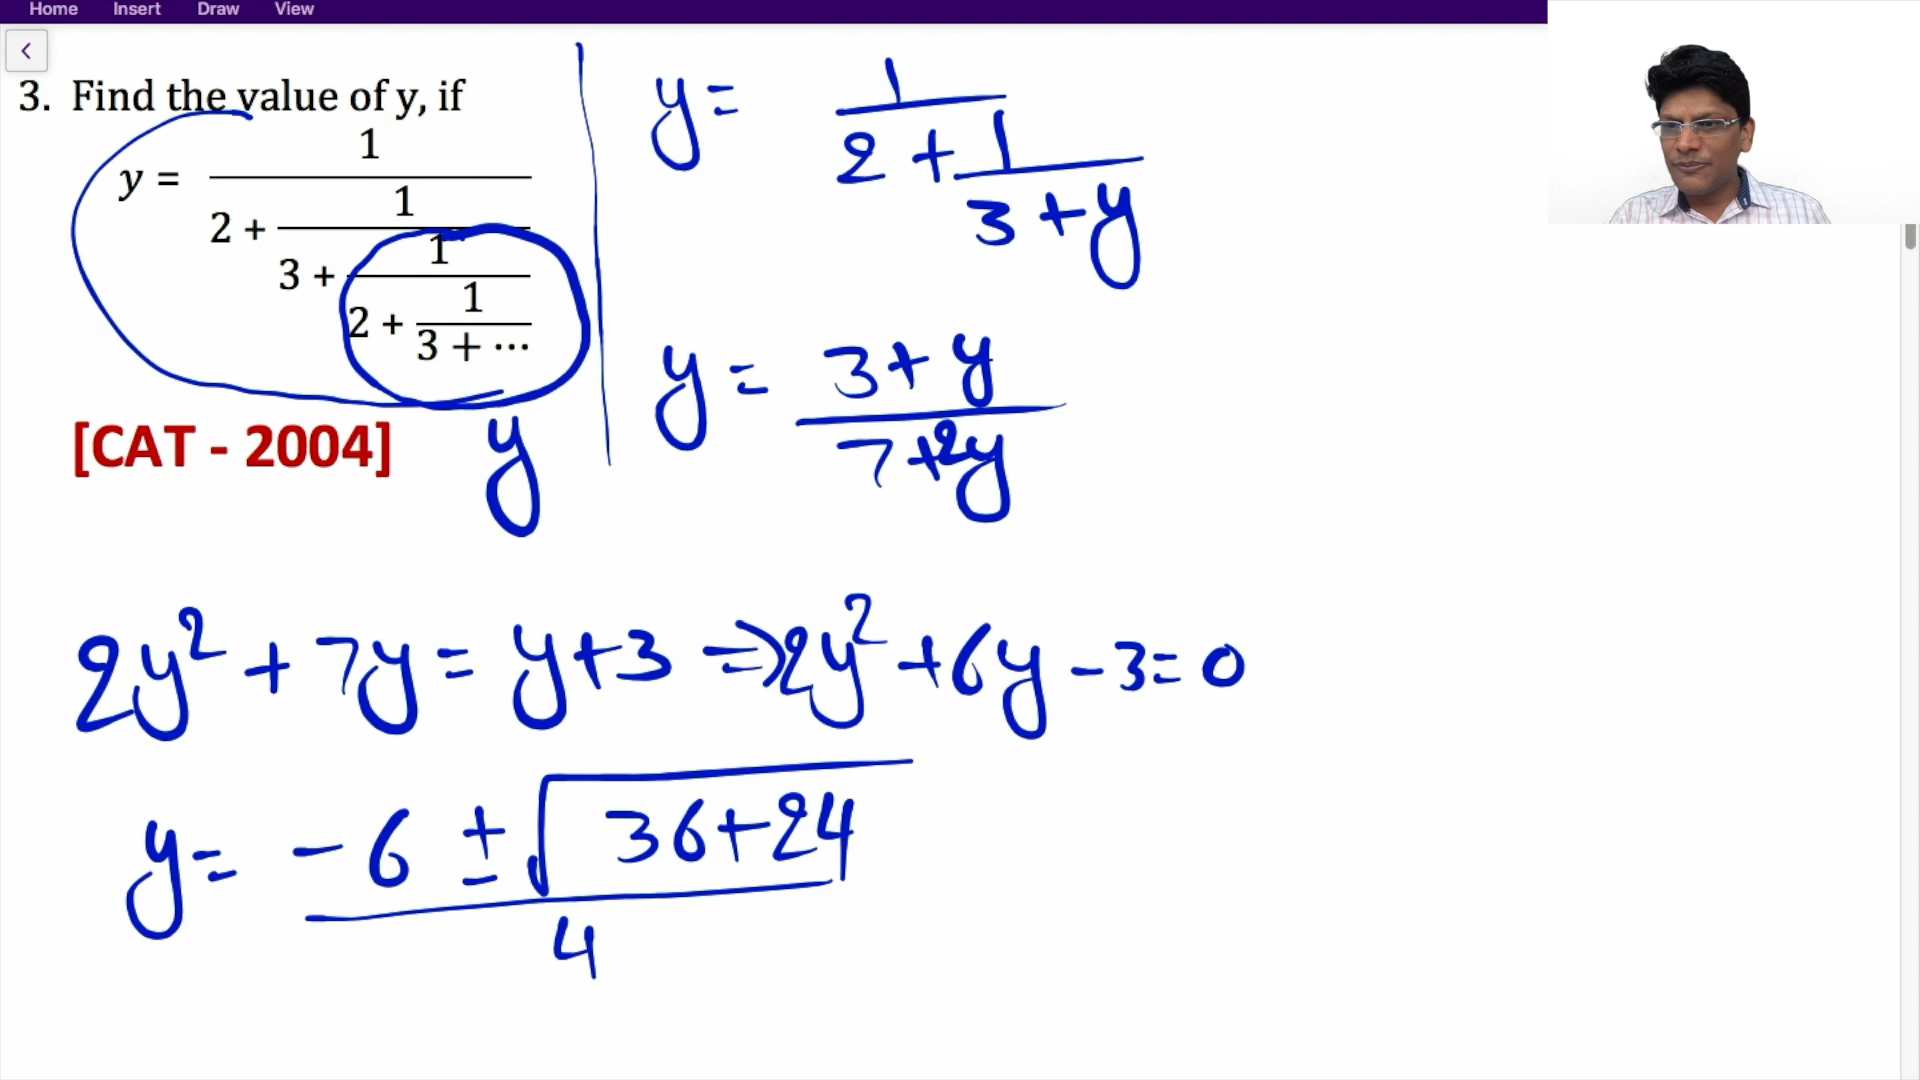 Home Insert Draw View
3. Find the value of y, if
y = 1
2 + 1
3 + 1
2 + 1
3 + ...
[CAT - 2004]
y
y = 1
2 + 1
3 + y
y = 3 + y
7 + 2y
2y² + 7y = y + 3 ⇒ 2y² + 6y - 3 = 0
y = - 6 ± √36 + 24
4